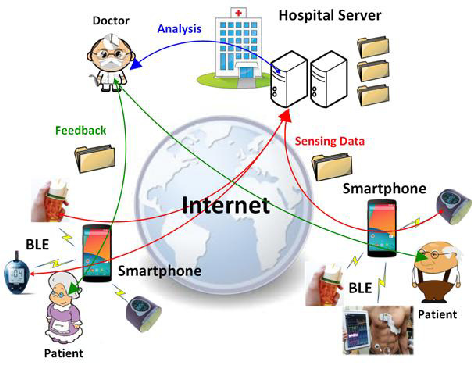 Doctor
Hospital Server
Analysis
Feedback
Sensing Data
Smartphone
Internet
BLE
Smartphone
BLE
Patient
Patient